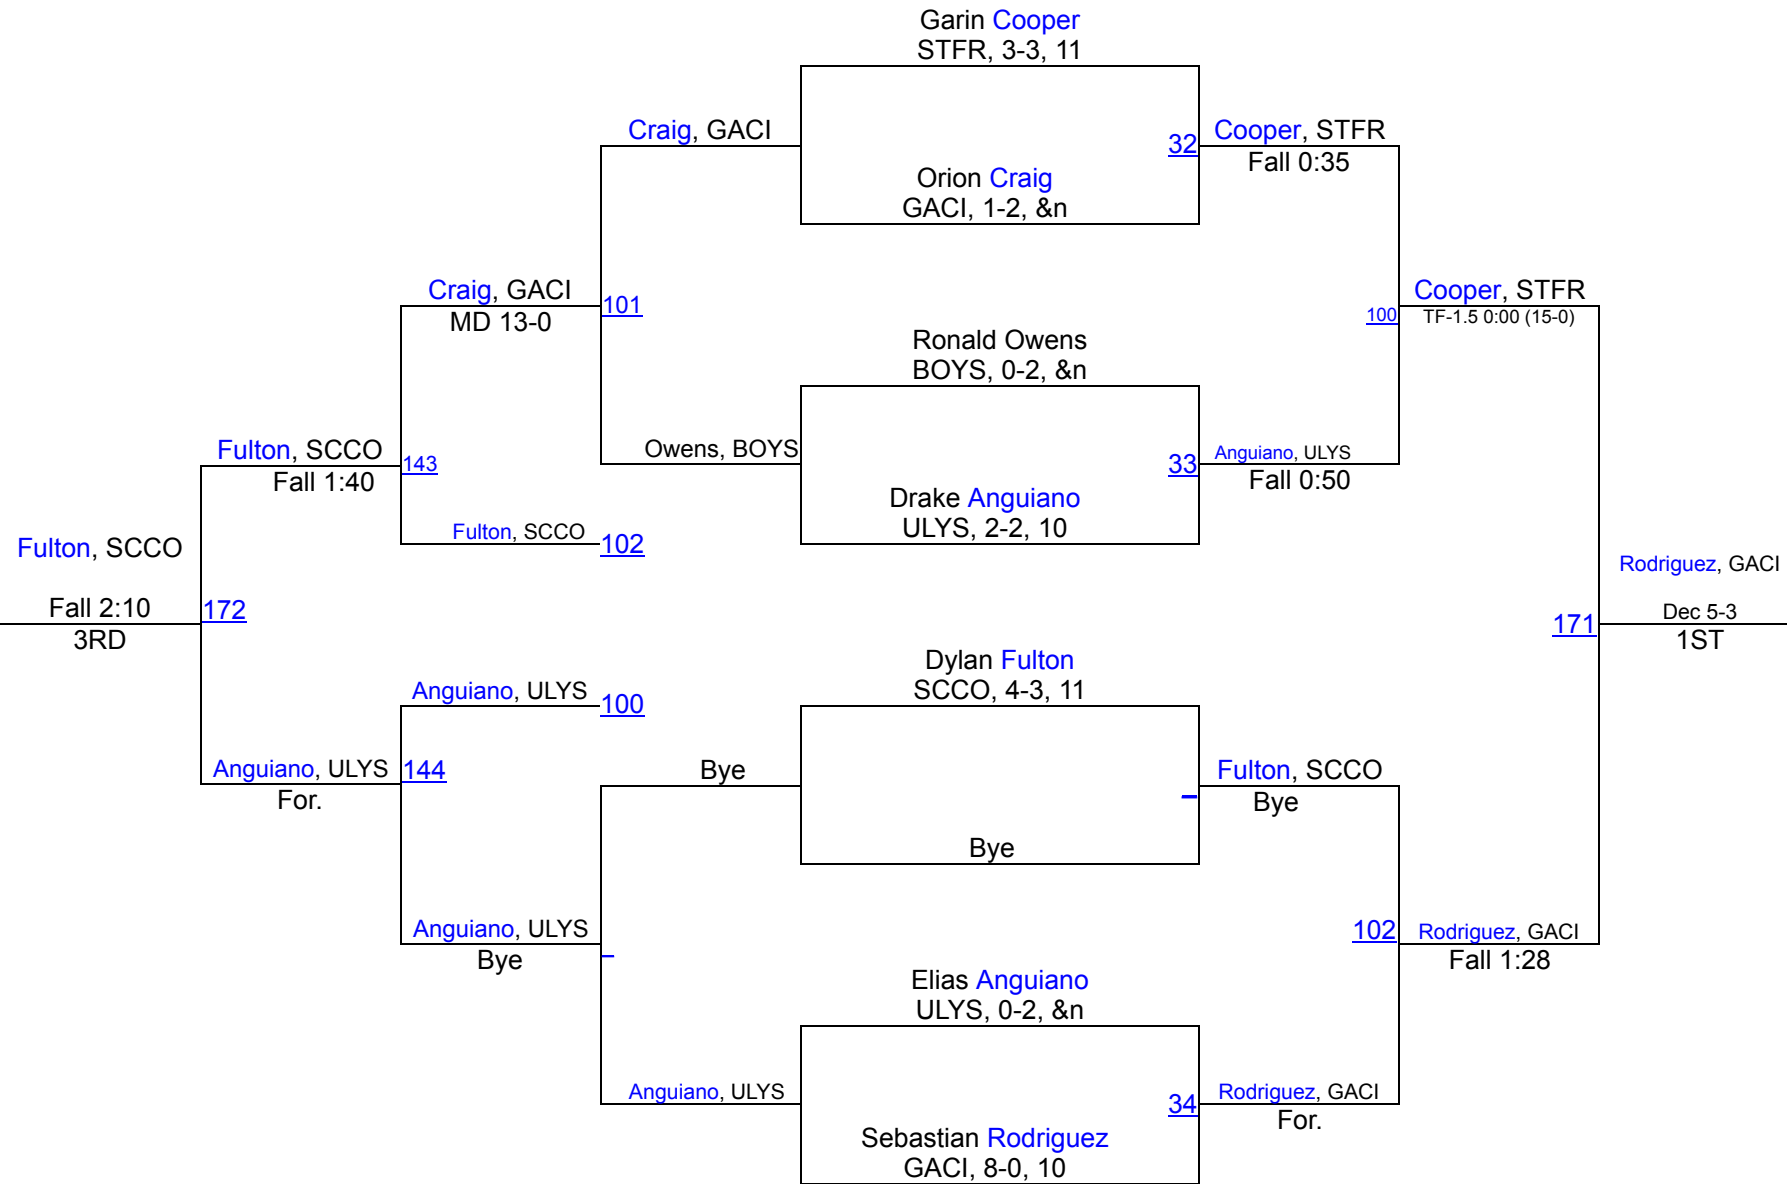 Garin Cooper
STFR, 3-3, 11
Craig, GACI
32
Cooper, STFR
Fall 0:35
Orion Craig
GACI, 1-2, &n
Craig, GACI
MD 13-0
101
100
Cooper, STFR
TF-1.5 0:00 (15-0)
Ronald Owens
BOYS, 0-2, &n
Fulton, SCCO
Fall 1:40
143
Owens, BOYS
33
Anguiano, ULYS
Fall 0:50
Drake Anguiano
ULYS, 2-2, 10
Fulton, SCCO
102
Fulton, SCCO
Fall 2:10
3RD
172
171
Rodriguez, GACI
Dec 5-3
1ST
Dylan Fulton
SCCO, 4-3, 11
Anguiano, ULYS
100
Anguiano, ULYS
For.
144
Bye
Fulton, SCCO
Bye
Bye
Anguiano, ULYS
Bye
102
Rodriguez, GACI
Fall 1:28
Elias Anguiano
ULYS, 0-2, &n
Anguiano, ULYS
34
Rodriguez, GACI
For.
Sebastian Rodriguez
GACI, 8-0, 10